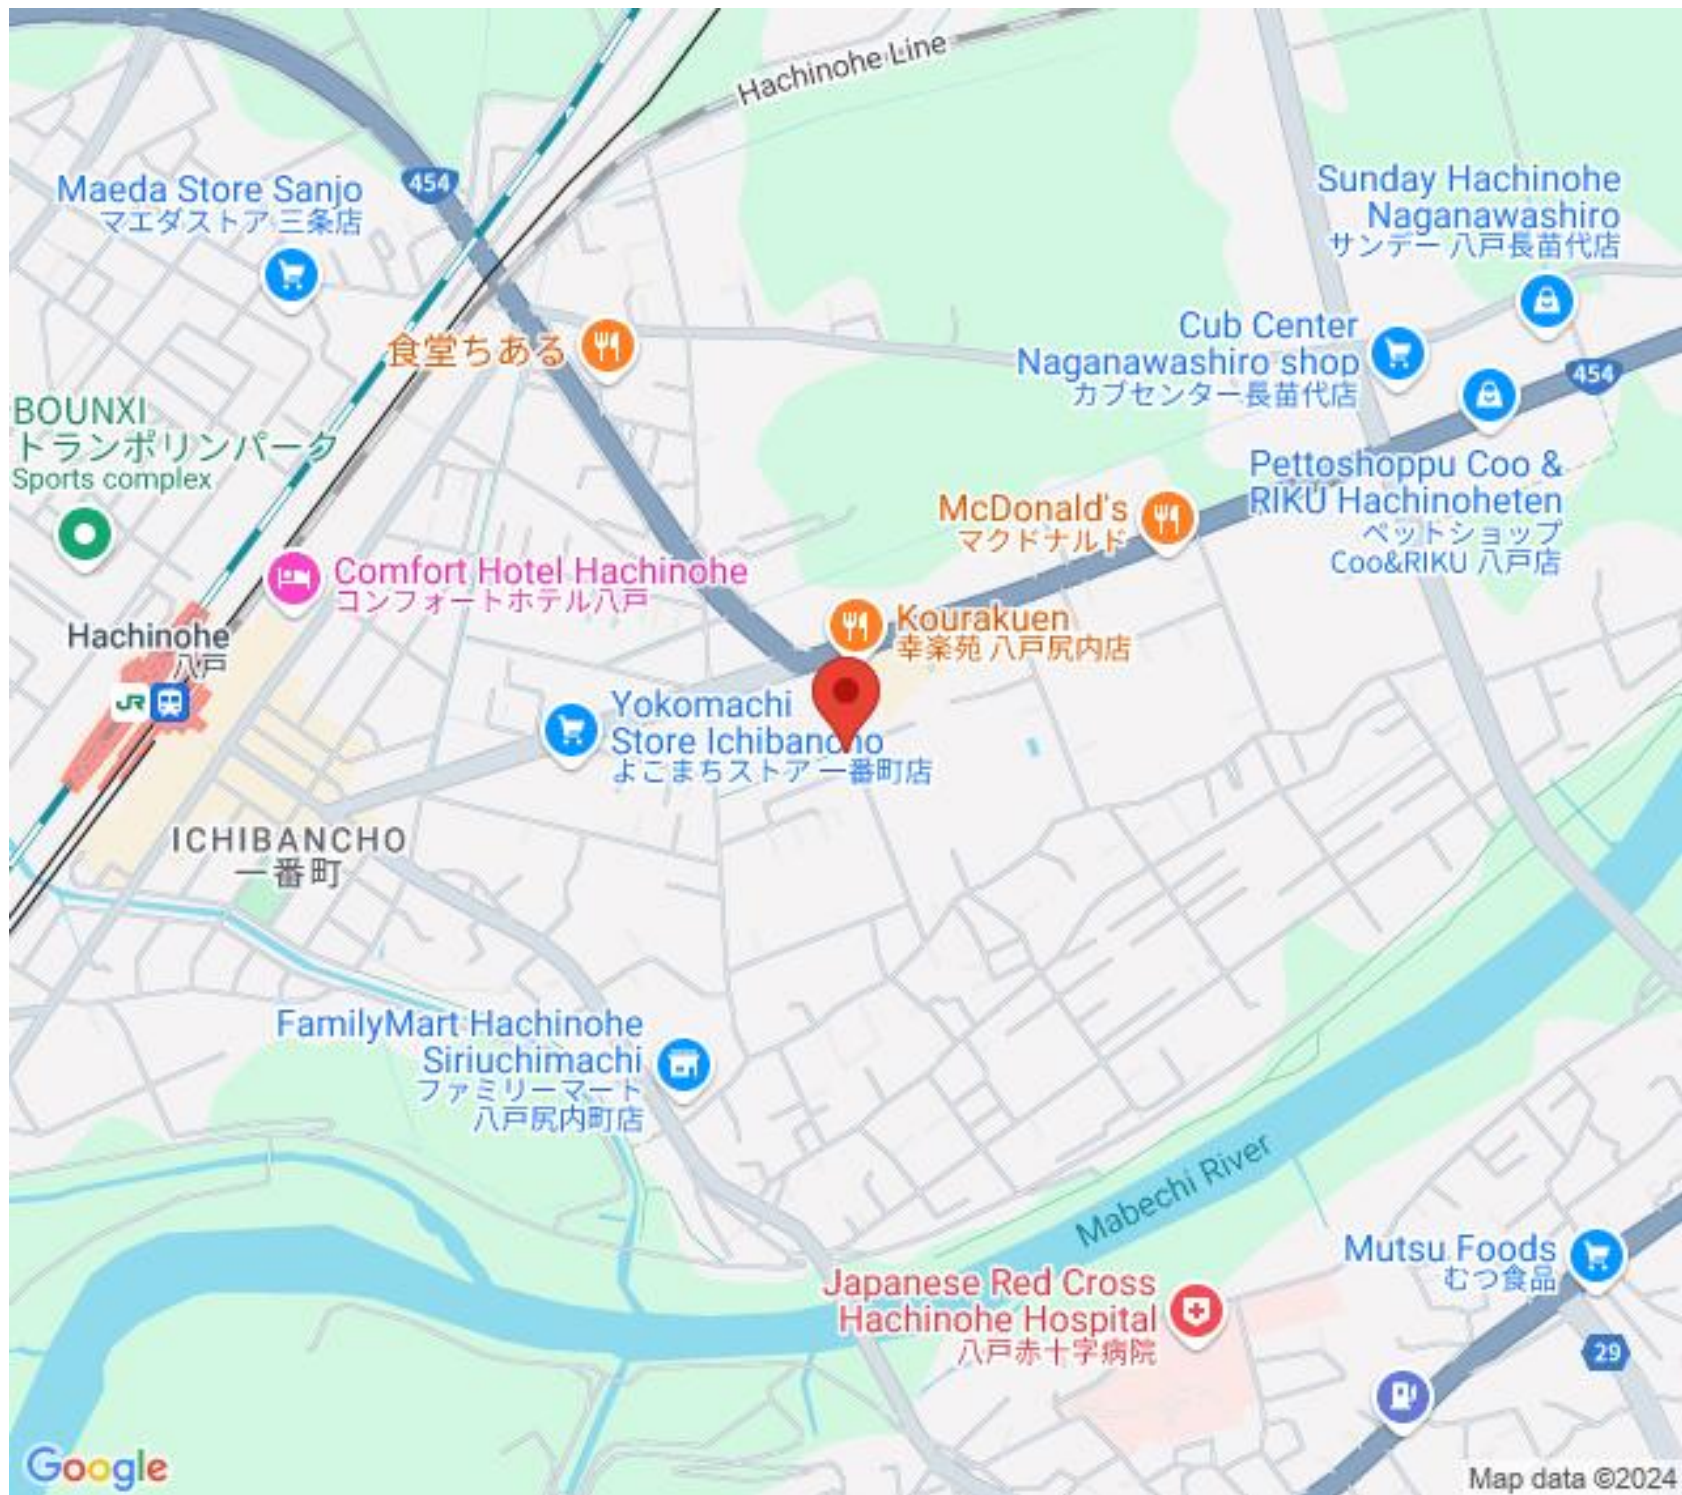 Hachinohe Line
454
Maeda Store Sanjo
マエダストア 三条店
Sunday Hachinohe
Naganawashiro
サンデー 八戸長苗代店
食堂ちある
Cub Center
Naganawashiro shop
カブセンター長苗代店
454
BOUNXI
トランポリンパーク
Sports complex
Pettoshoppu Coo &
RIKU Hachinoheten
ペットショップ
Coo&RIKU 八戸店
McDonald's
マクドナルド
Comfort Hotel Hachinohe
コンフォートホテル八戸
Kourakuen
幸楽苑 八戸尻内店
Hachinohe
八戸
JR
Yokomachi
Store Ichibancho
よこまちストア 一番町店
ICHIBANCHO
一番町
FamilyMart Hachinohe
Siriuchimachi
ファミリーマート
八戸尻内町店
Mabechi River
Mutsu Foods
むつ食品
Japanese Red Cross
Hachinohe Hospital
八戸赤十字病院
29
Google
Map data ©2024